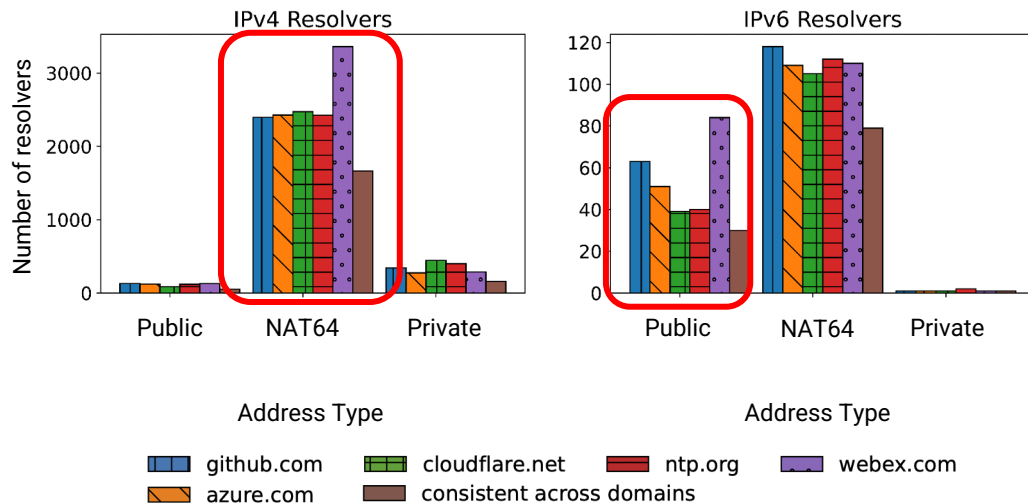 IPv4 Resolvers
Number of resolvers
3000
2000
1000
0
Public NAT64 Private
Address Type
IPv6 Resolvers
120
100
80
60
40
20
0
Public NAT64 Private
Address Type
github.com cloudflare.net ntp.org webex.com
azure.com consistent across domains